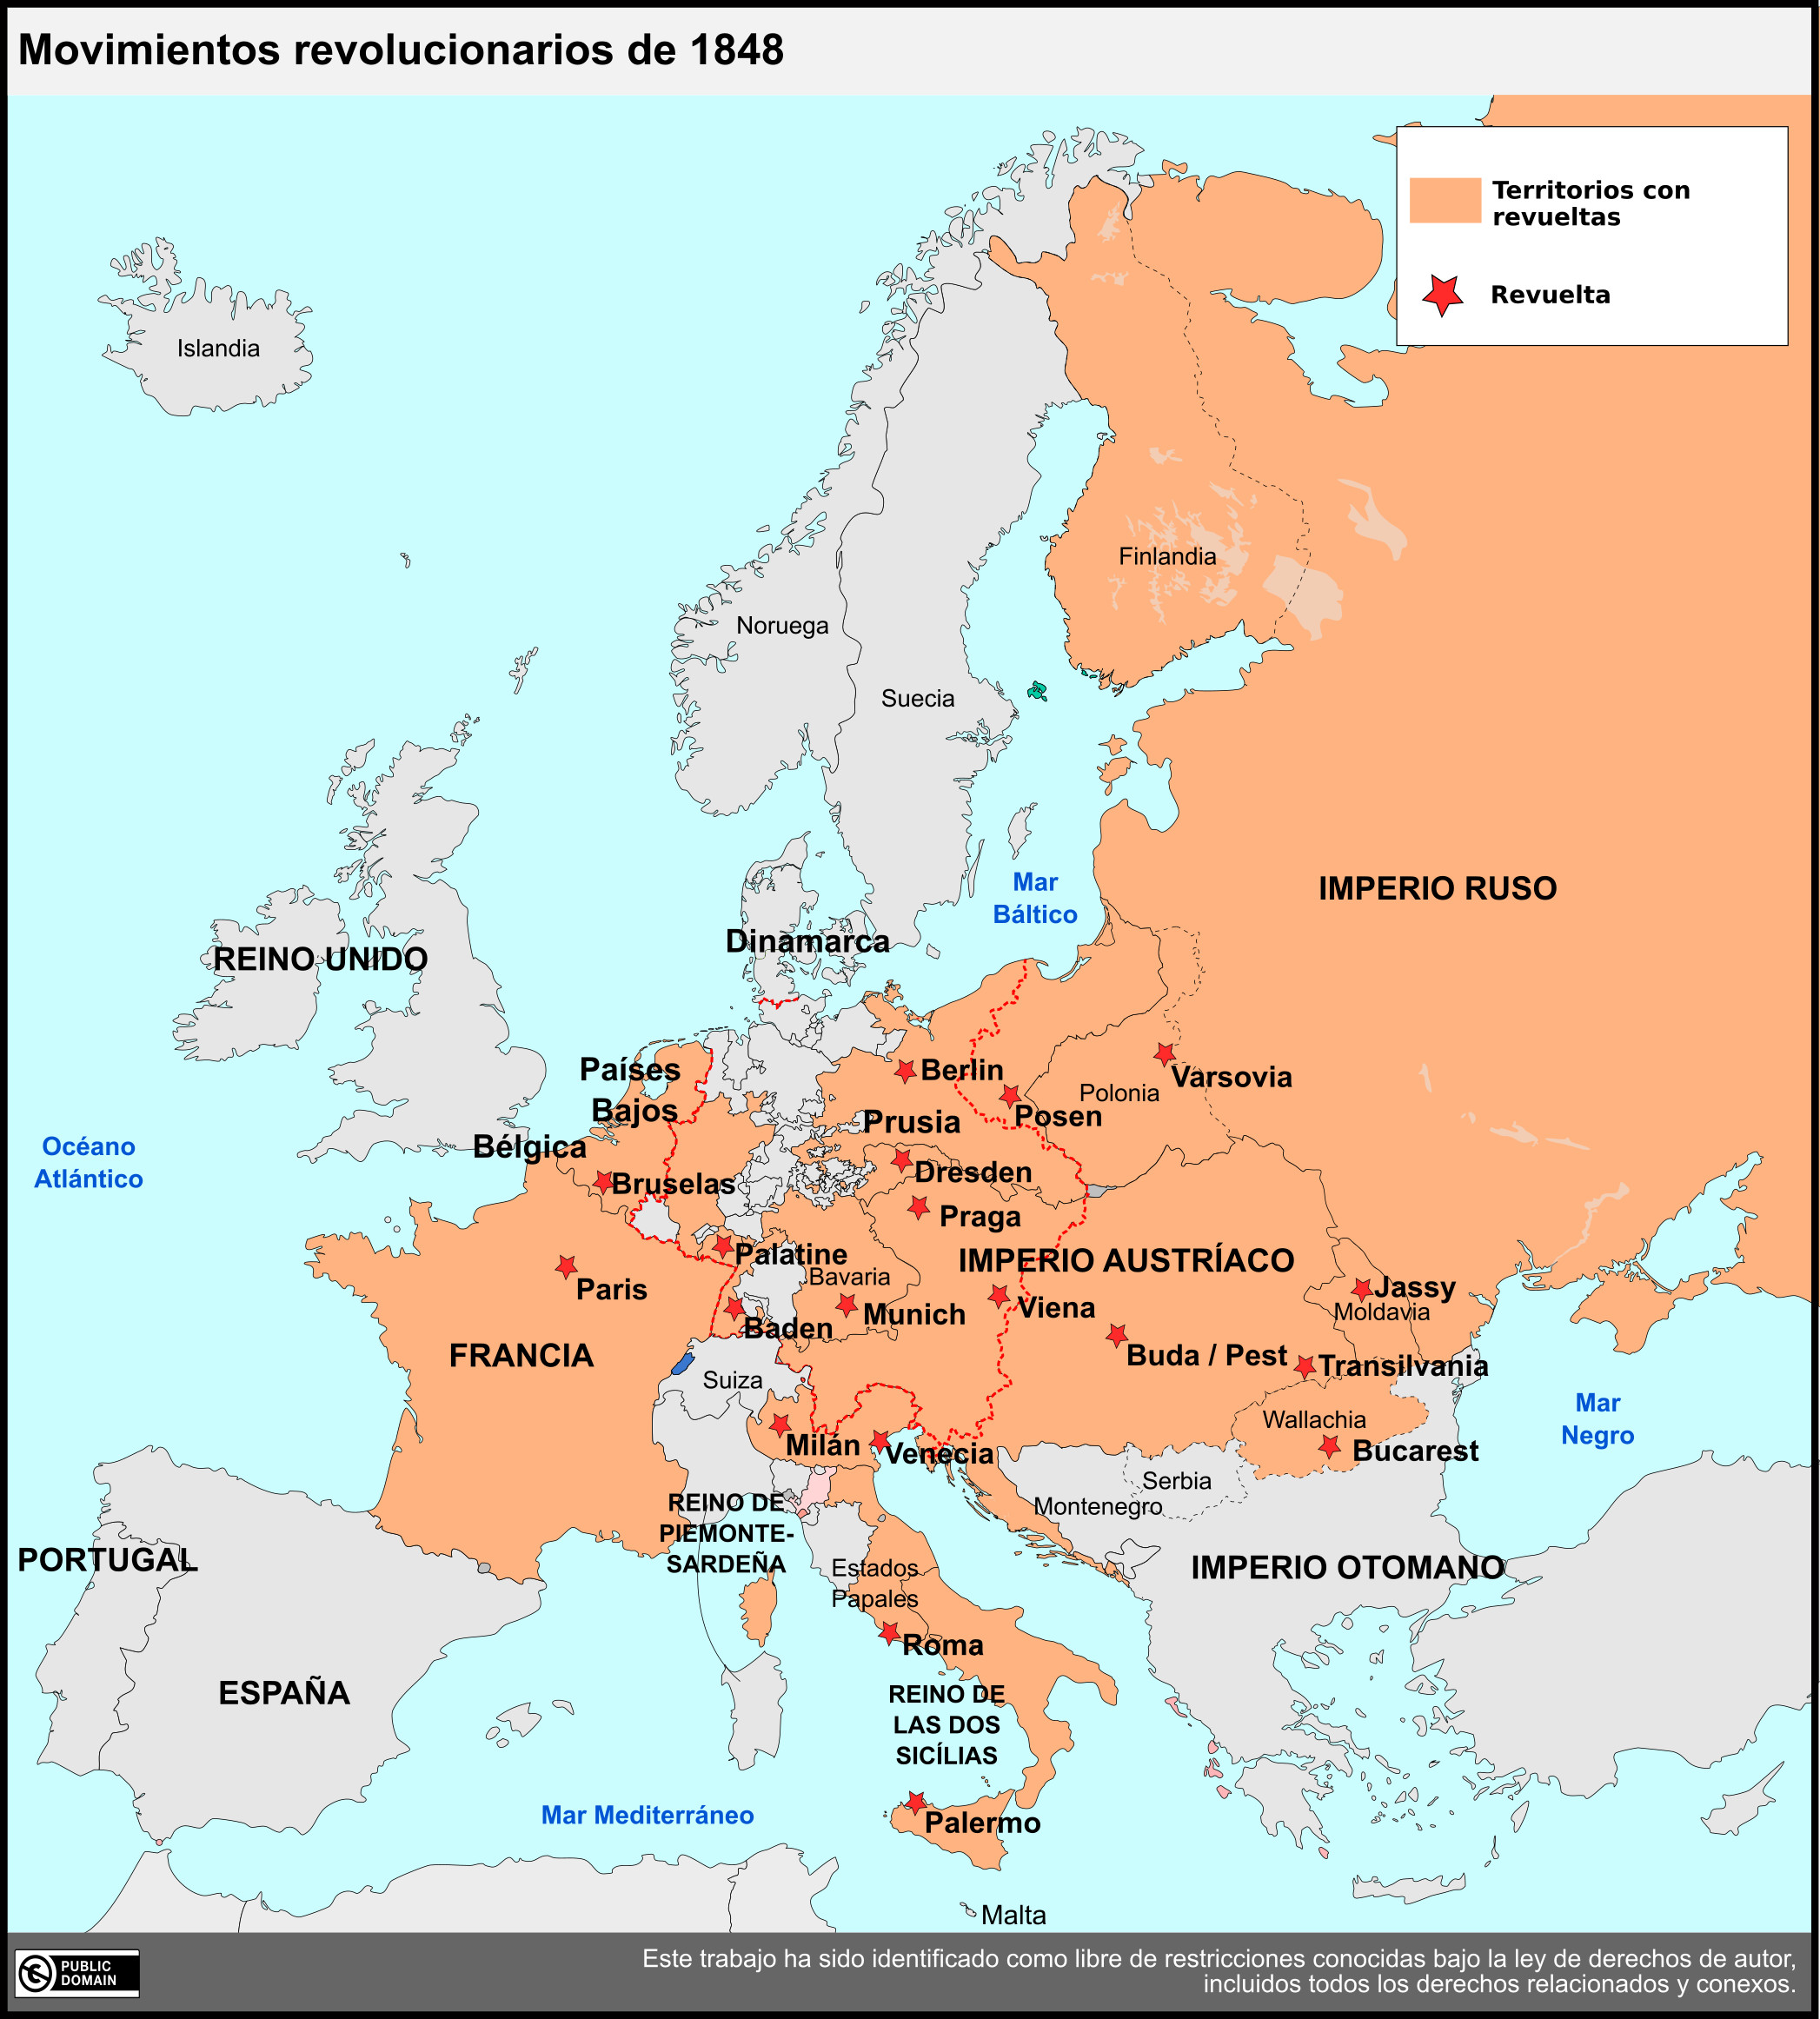 Movimientos revolucionarios de 1848
Territorios con
revueltas
Revuelta
Islandia
Finlandia
Noruega
Suecia
Mar
Báltico
IMPERIO RUSO
REINO UNIDO
Dinamarca
Países
Bajos
Berlin
Varsovia
Polonia
Posen
Prusia
Océano
Atlántico
Bélgica
Bruselas
Dresden
Praga
Palatine
IMPERIO AUSTRÍACO
Bavaria
Paris
Munich
Viena
Jassy
Moldavia
Baden
FRANCIA
Buda / Pest
Transilvania
Suiza
Mar
Negro
Wallachia
Milán
Venecia
Bucarest
Serbia
Montenegro
REINO DE
PIEMONTE-
SARDEÑA
PORTUGAL
Estados
Papales
IMPERIO OTOMANO
Roma
ESPAÑA
REINO DE
LAS DOS
SICÍLIAS
Mar Mediterráneo
Palermo
Malta
PUBLIC
DOMAIN
Este trabajo ha sido identificado como libre de restricciones conocidas bajo la ley de derechos de autor,
incluidos todos los derechos relacionados y conexos.